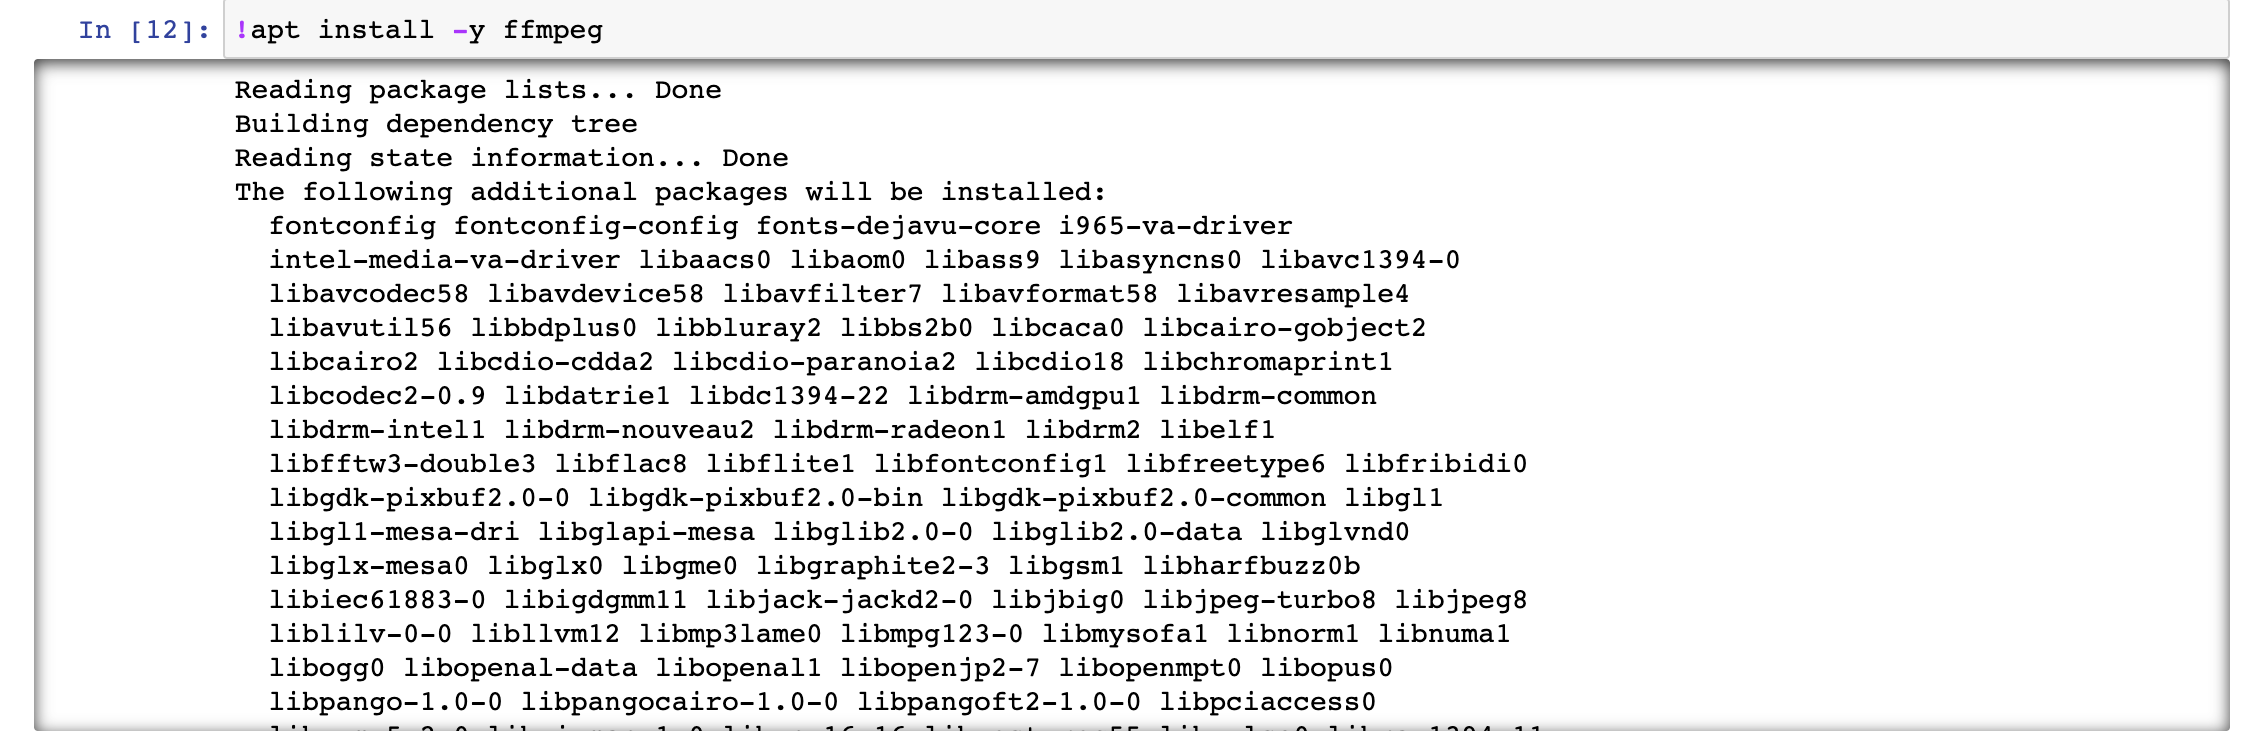 In [12]: !apt install -y ffmpeg
Reading package lists... Done
Building dependency tree
Reading state information... Done
The following additional packages will be installed:
fontconfig fontconfig-config fonts-dejavu-core i965-va-driver
intel-media-va-driver libaacs0 libaom0 libass9 libasyncns0 libavc1394-0
libavcodec58 libavdevice58 libavfilter7 libavformat58 libavresample4
libavutil56 libbdplus0 libbluray2 libbs2b0 libcaca0 libcairo-gobject2
libcairo2 libcdio-cdda2 libcdio-paranoia2 libcdio18 libchromaprint1
libcodec2-0.9 libdatrie1 libdc1394-22 libdrm-amdgpu1 libdrm-common
libdrm-intel1 libdrm-nouveau2 libdrm-radeon1 libdrm2 libelf1
libfftw3-double3 libflac8 libflite1 libfontconfig1 libfreetype6 libfribidi0
libgdk-pixbuf2.0-0 libgdk-pixbuf2.0-bin libgdk-pixbuf2.0-common libgl1
libgl1-mesa-dri libglapi-mesa libglib2.0-0 libglib2.0-data libglvnd0
libglx-mesa0 libglx0 libgme0 libgraphite2-3 libgsm1 libharfbuzz0b
libiec61883-0 libigdgmm11 libjack-jackd2-0 libjbig0 libjpeg-turbo8 libjpeg8
liblilv-0-0 libllvm12 libmp3lame0 libmpg123-0 libmysofa1 libnorm1 libnuma1
libogg0 libopenal-data libopenal1 libopenjp2-7 libopenmpt0 libopus0
libpango-1.0-0 libpangocairo-1.0-0 libpangoft2-1.0-0 libpciaccess0